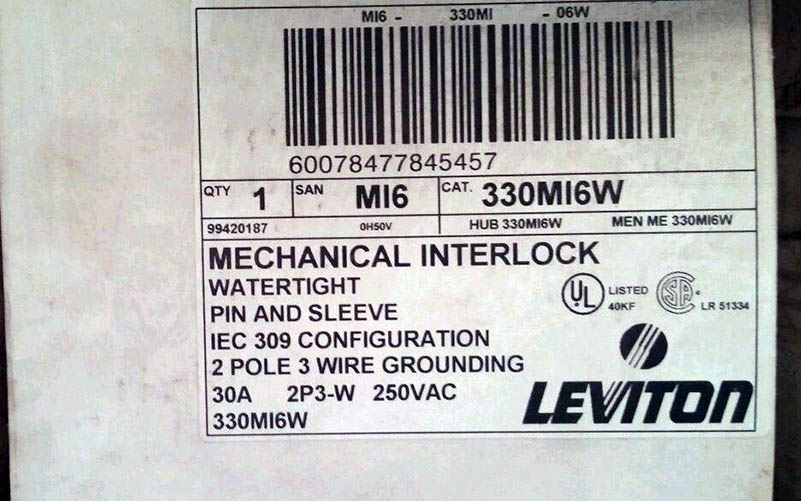 MI6 - 330MI - 06W
60078477845457
QTY 1 SAN MI6 CAT. 330MI6W
99420187 0H50V HUB 330MI6W MEN ME 330MI6W
MECHANICAL INTERLOCK
WATERTIGHT
PIN AND SLEEVE
IEC 309 CONFIGURATION
2 POLE 3 WIRE GROUNDING
30A 2P3-W 250VAC
330MI6W
UL LISTED
40KF
SA LR 51334
LEVITON